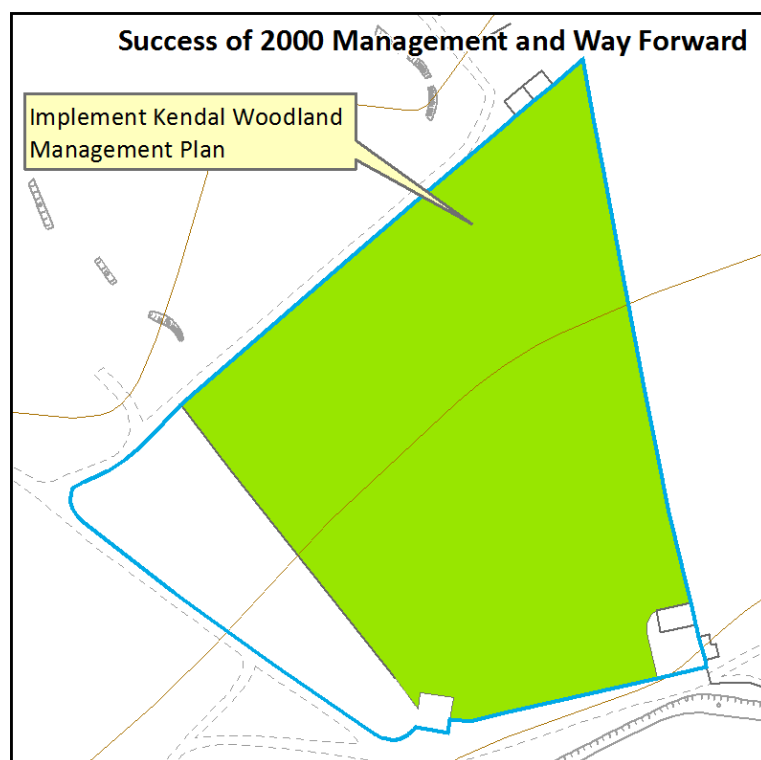 Success of 2000 Management and Way Forward
Implement Kendal Woodland
Management Plan